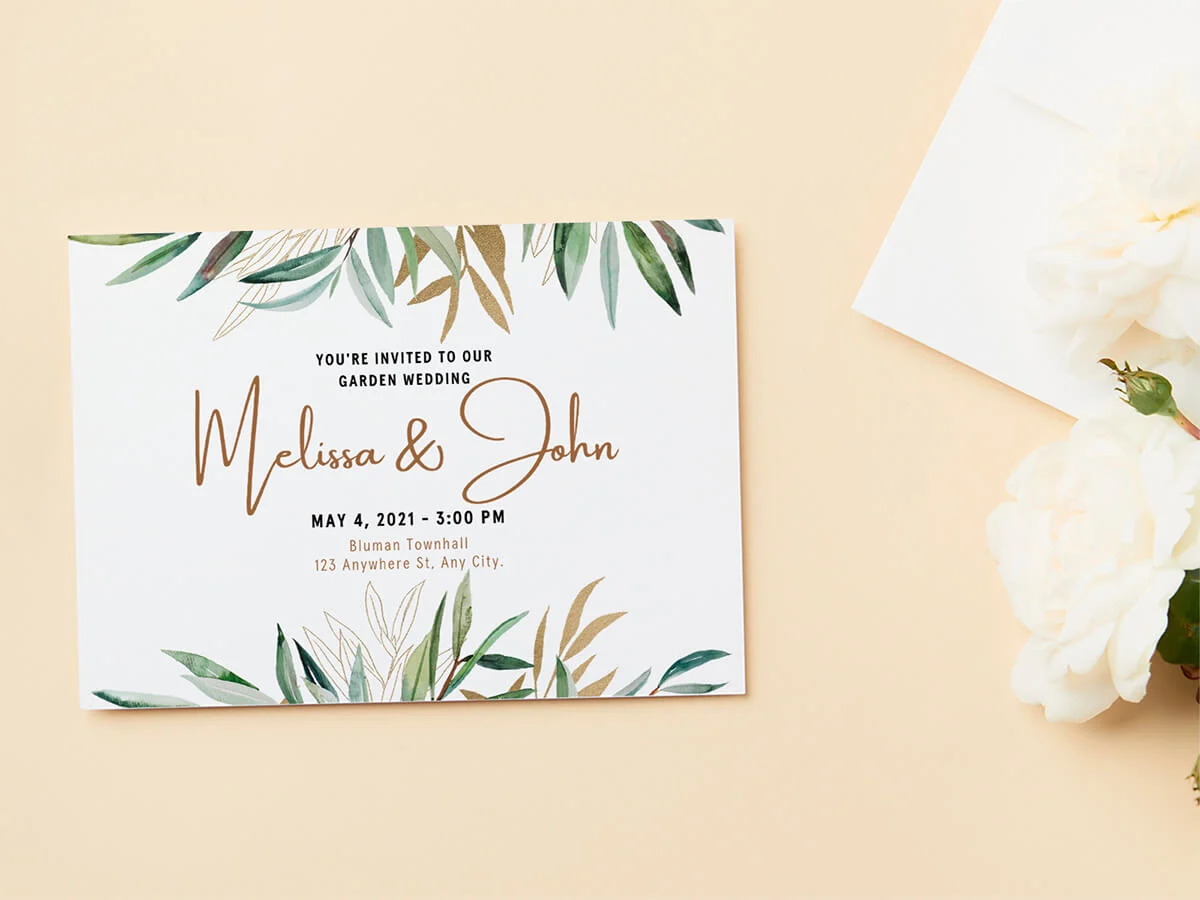 YOU'RE INVITED TO OUR
GARDEN WEDDING
Melissa & John
MAY 4, 2021 - 3:00 PM
Bluman Townhall
123 Anywhere St, Any City.